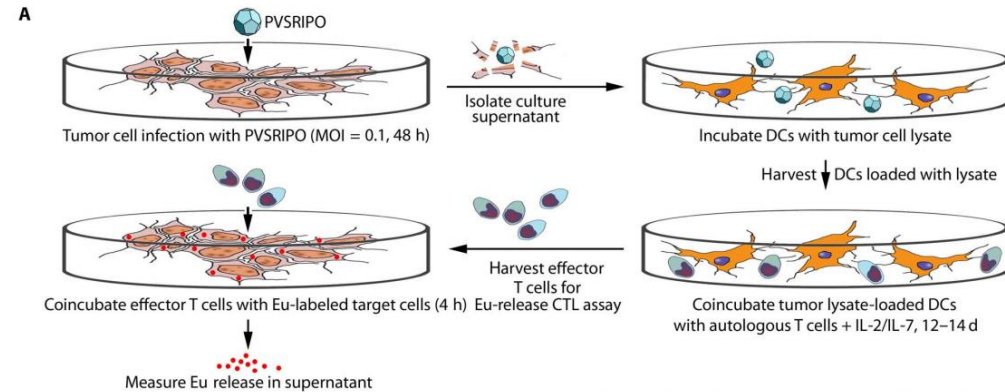 A
PVSRIPO
Tumor cell infection with PVSRIPO (MOI = 0.1, 48 h)
Isolate culture
supernatant
Incubate DCs with tumor cell lysate
Harvest DCs loaded with lysate
Coincubate tumor lysate-loaded DCs
with autologous T cells + IL-2/IL-7, 12–14 d
Harvest effector
T cells for
Eu-release CTL assay
Coincubate effector T cells with Eu-labeled target cells (4 h)
Measure Eu release in supernatant